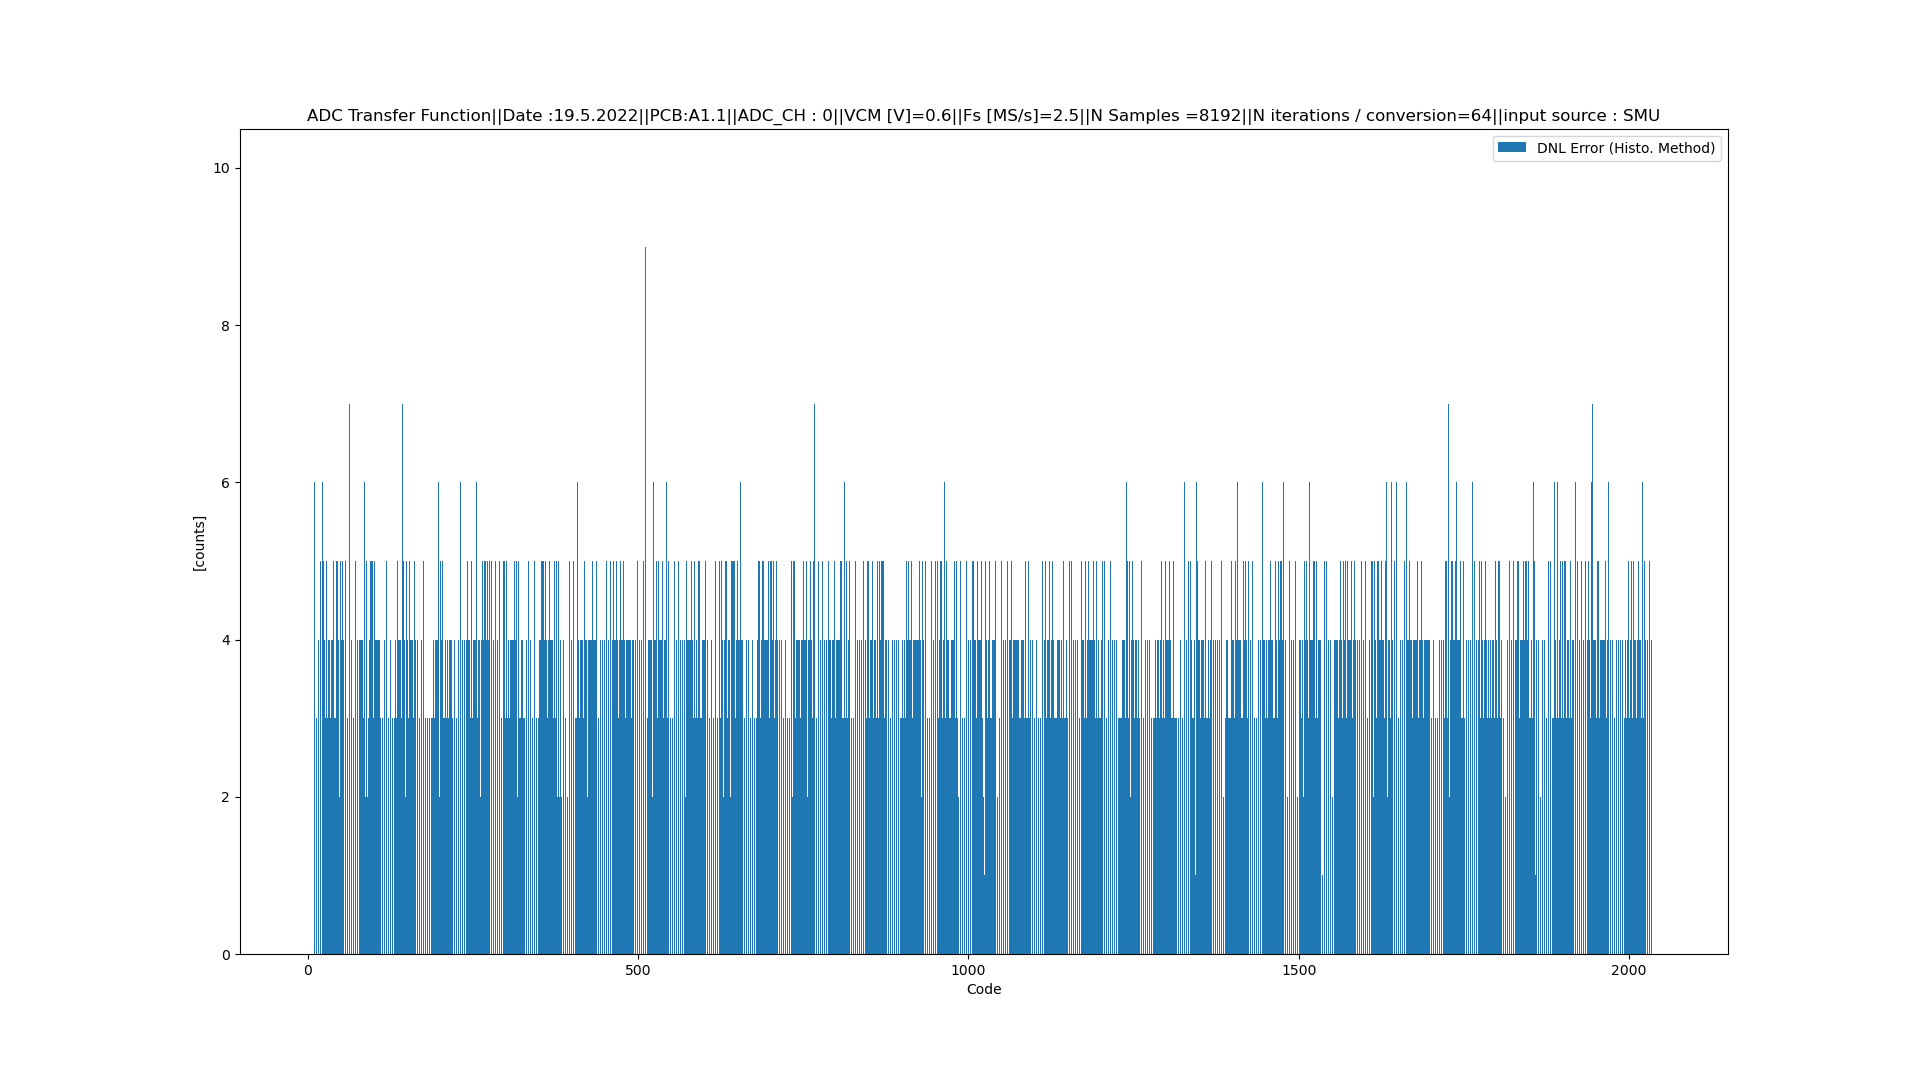 ADC Transfer Function||Date :19.5.2022||PCB:A1.1||ADC_CH : 0||VCM [V]=0.6||Fs [MS/s]=2.5||N Samples =8192||N iterations / conversion=64||input source : SMU
DNL Error (Histo. Method)
10
8
6
4
2
0
[counts]
0 500 1000 1500 2000
Code